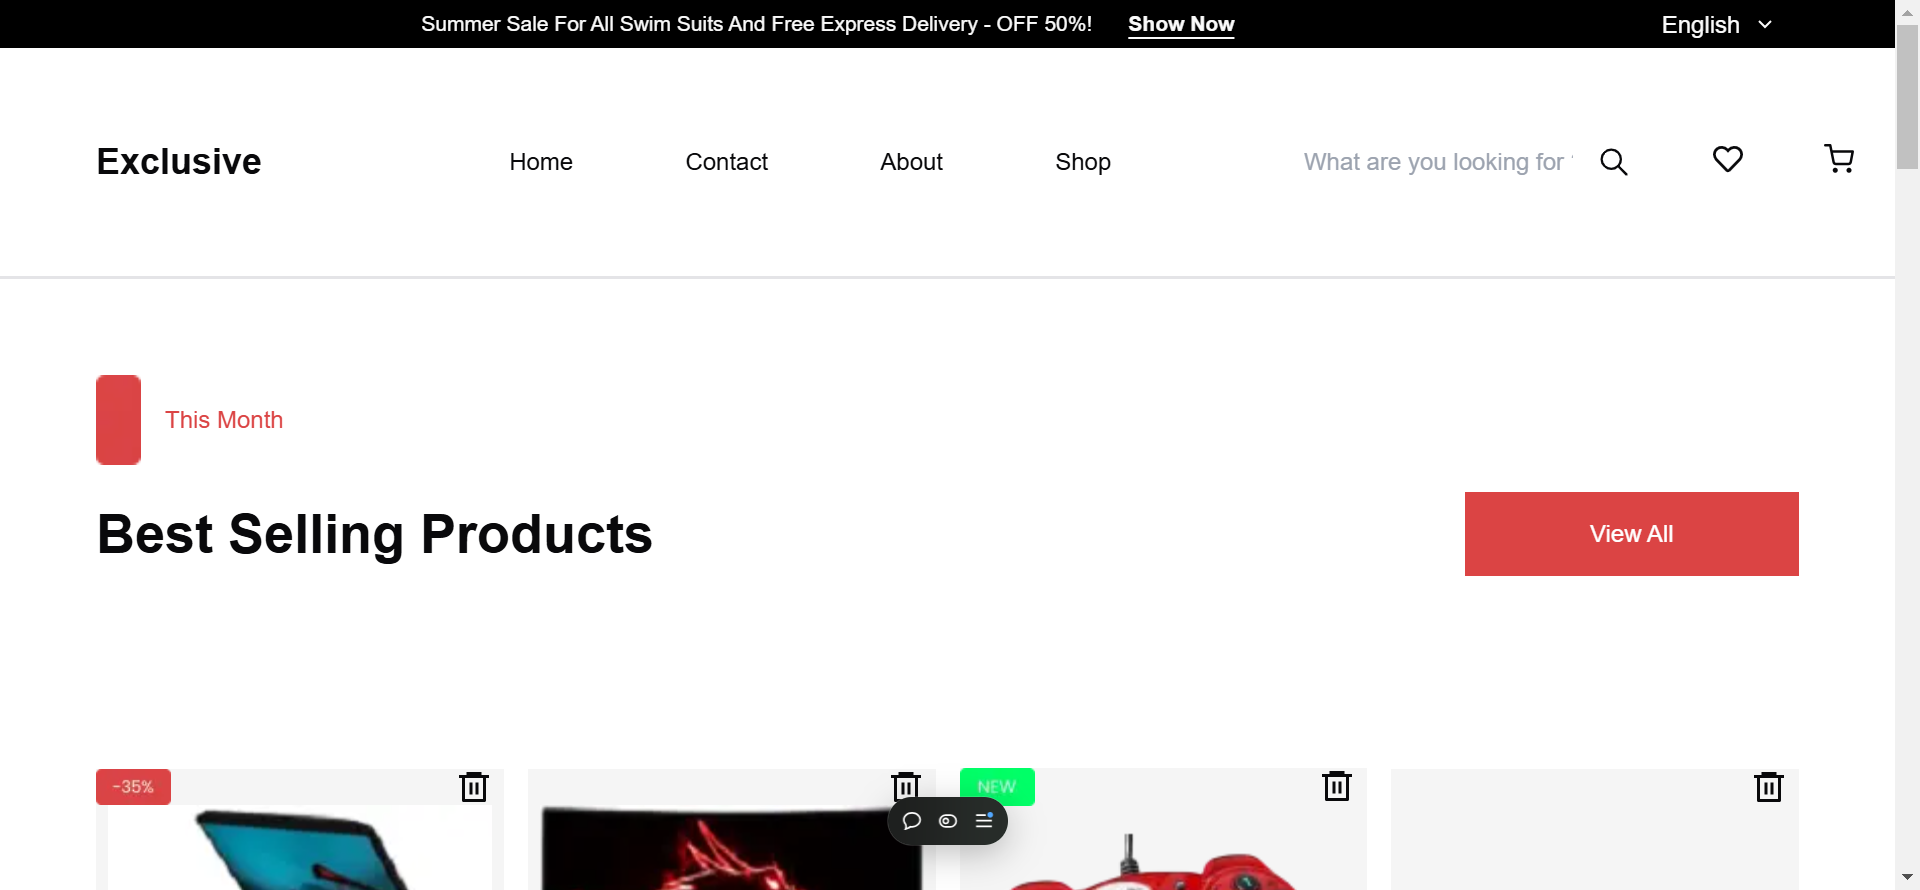 Summer Sale For All Swim Suits And Free Express Delivery - OFF 50%! Show Now English
Exclusive Home Contact About Shop What are you looking for
This Month
Best Selling Products View All
-35% NEW